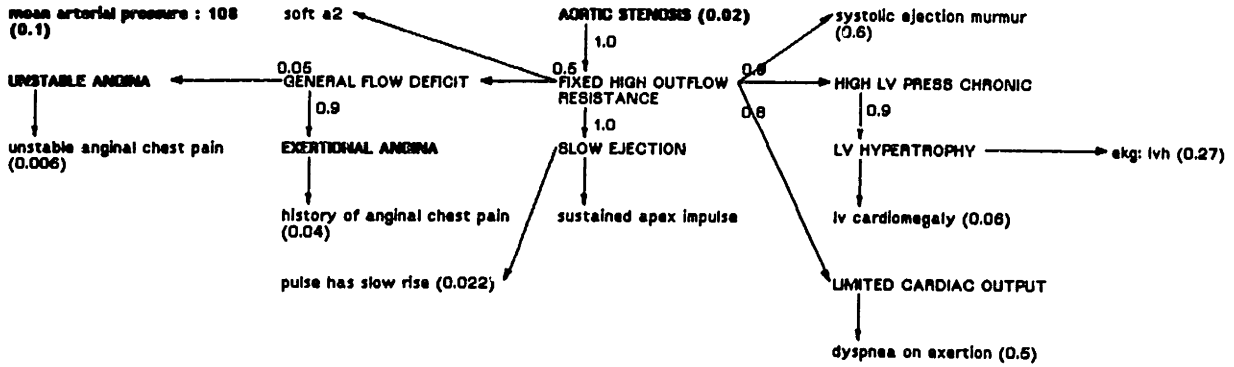 mean arterial pressure : 108
(0.1)
soft a2
AORTIC STENOSIS (0.02)
systolic ejection murmur
(0.6)
1.0
UNSTABLE ANGINA
0.05
GENERAL FLOW DEFICIT
0.5
FIXED HIGH OUTFLOW
RESISTANCE
0.9
HIGH LV PRESS CHRONIC
0.9
1.0
0.8
0.9
unstable anginal chest pain
(0.006)
EXERTIONAL ANGINA
SLOW EJECTION
LV HYPERTROPHY
ekg: lvh (0.27)
history of anginal chest pain
(0.04)
sustained apex impulse
lv cardiomegaly (0.06)
pulse has slow rise (0.022)
LIMITED CARDIAC OUTPUT
dyspnea on exertion (0.5)